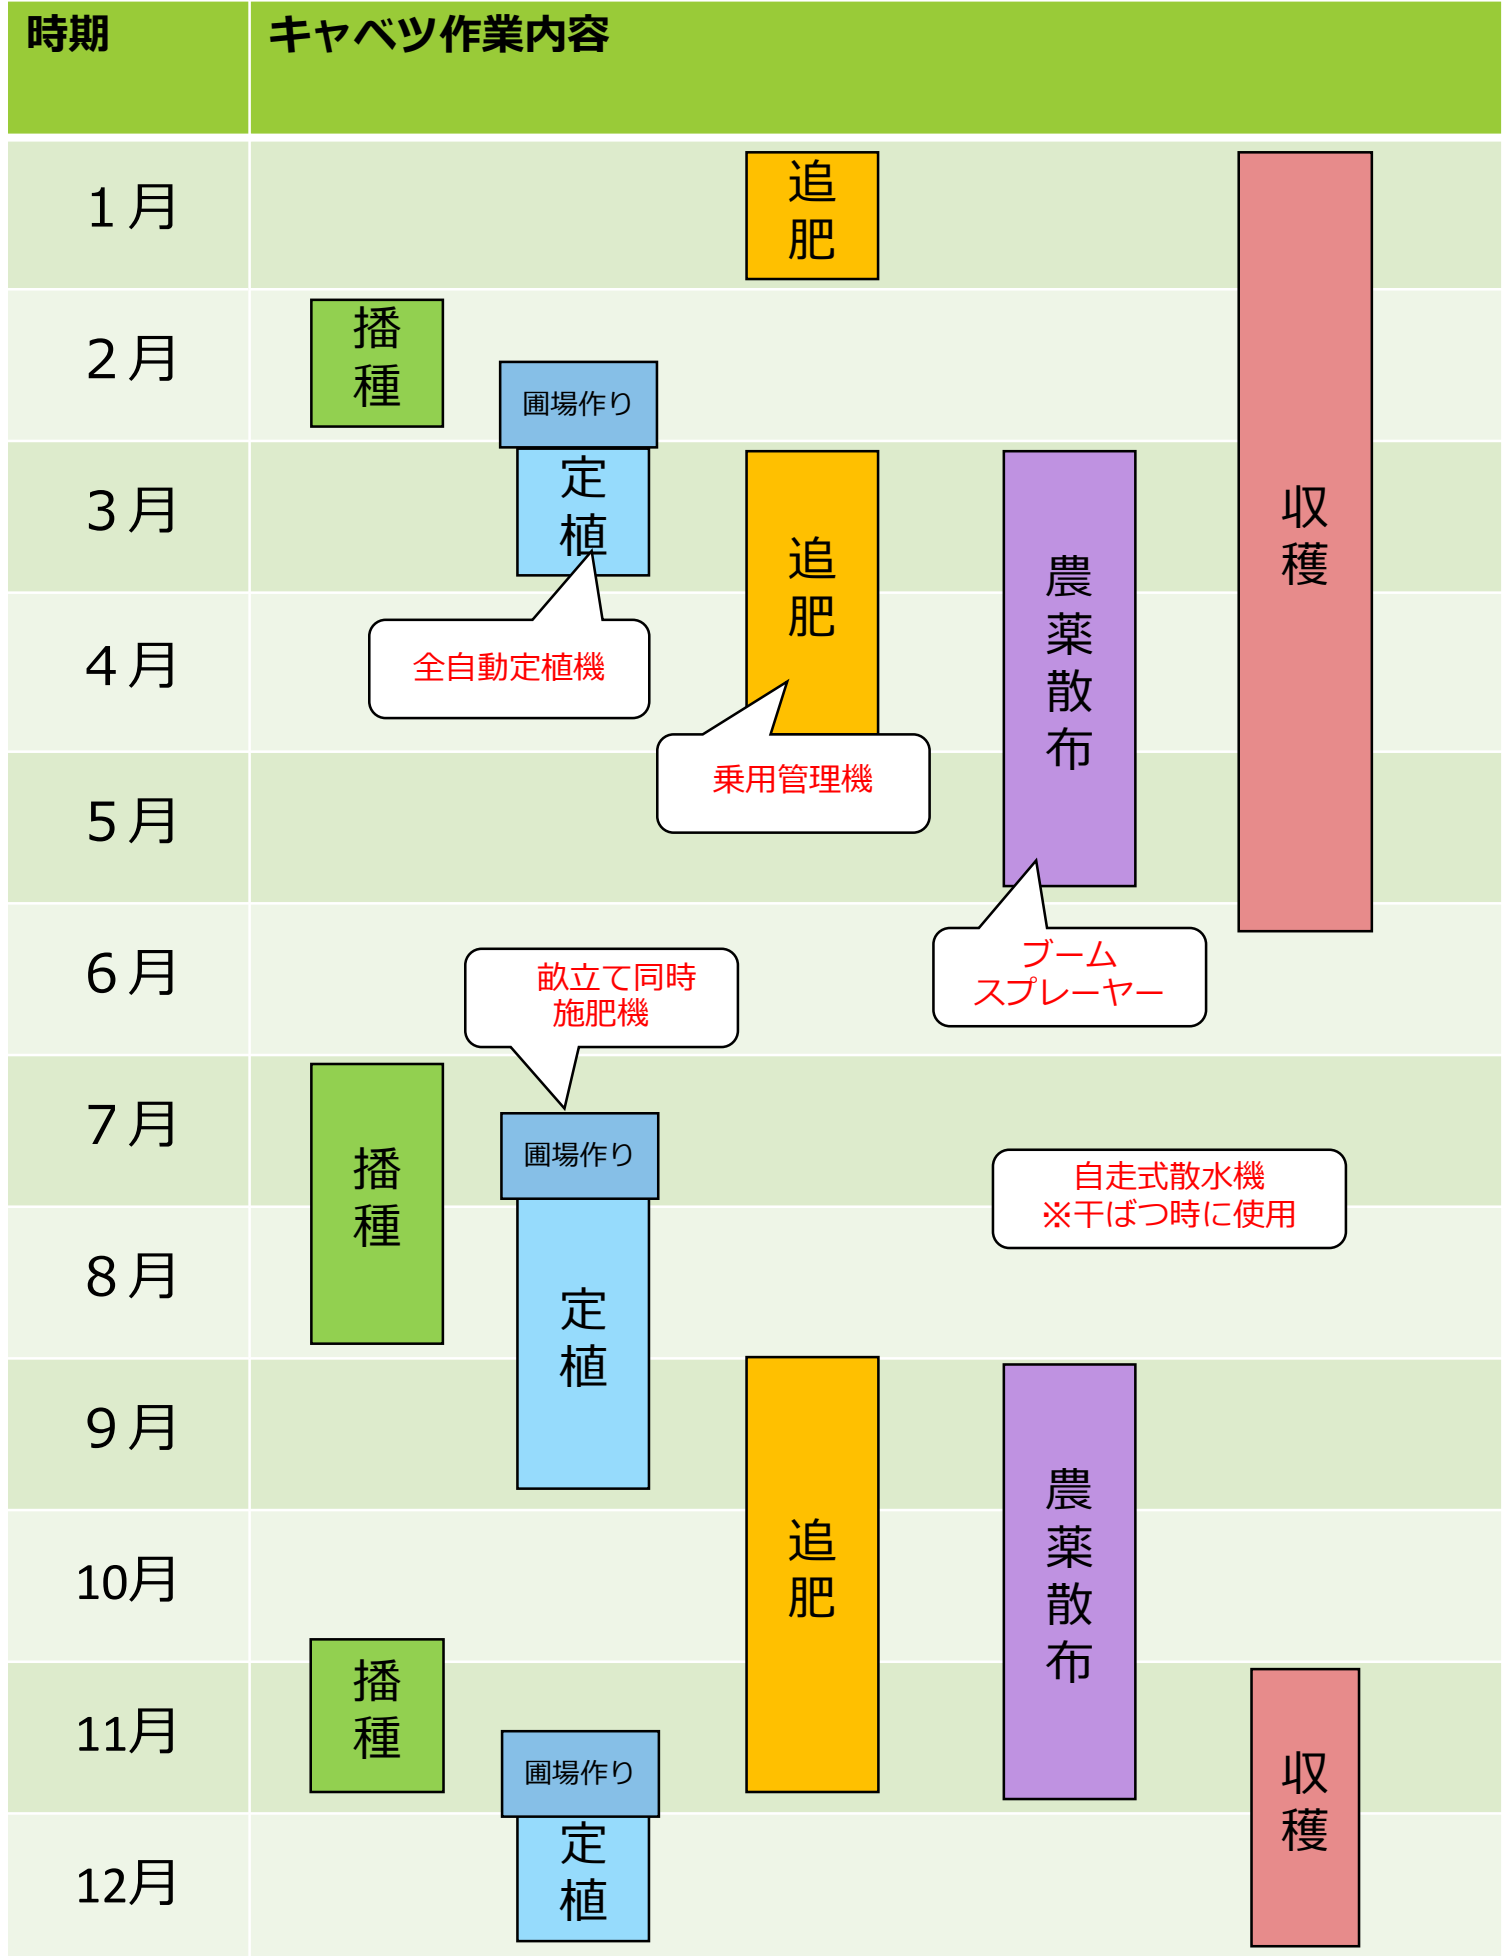 時期
キャベツ作業内容
1月
追肥
収穫
2月
播種
圃場作り
3月
定植
追肥
農薬散布
4月
全自動定植機
乗用管理機
5月
6月
ブーム
スプレーヤー
畝立て同時
施肥機
7月
播種
圃場作り
自走式散水機
※干ばつ時に使用
8月
定植
9月
追肥
農薬散布
10月
11月
播種
圃場作り
収穫
12月
定植